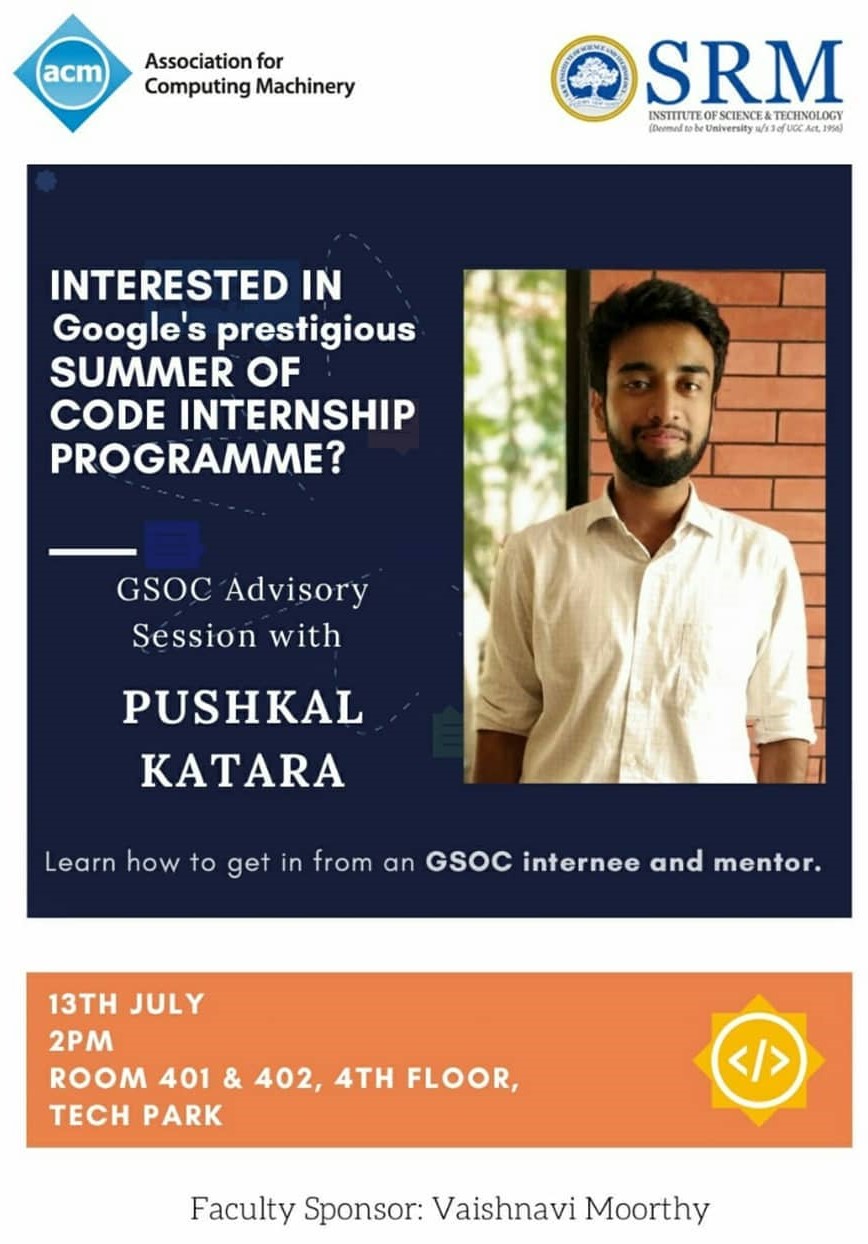 acm
Association for
Computing Machinery
SRM
INSTITUTE OF SCIENCE & TECHNOLOGY
(Deemed to be University u/s 3 of UGC Act, 1956)
INTERESTED IN
Google's prestigious
SUMMER OF
CODE INTERNSHIP
PROGRAMME?
GSOC Advisory
Session with
PUSHKAL
KATARA
Learn how to get in from an GSOC internee and mentor.
13TH JULY
2PM
ROOM 401 & 402, 4TH FLOOR,
TECH PARK
</>
Faculty Sponsor: Vaishnavi Moorthy